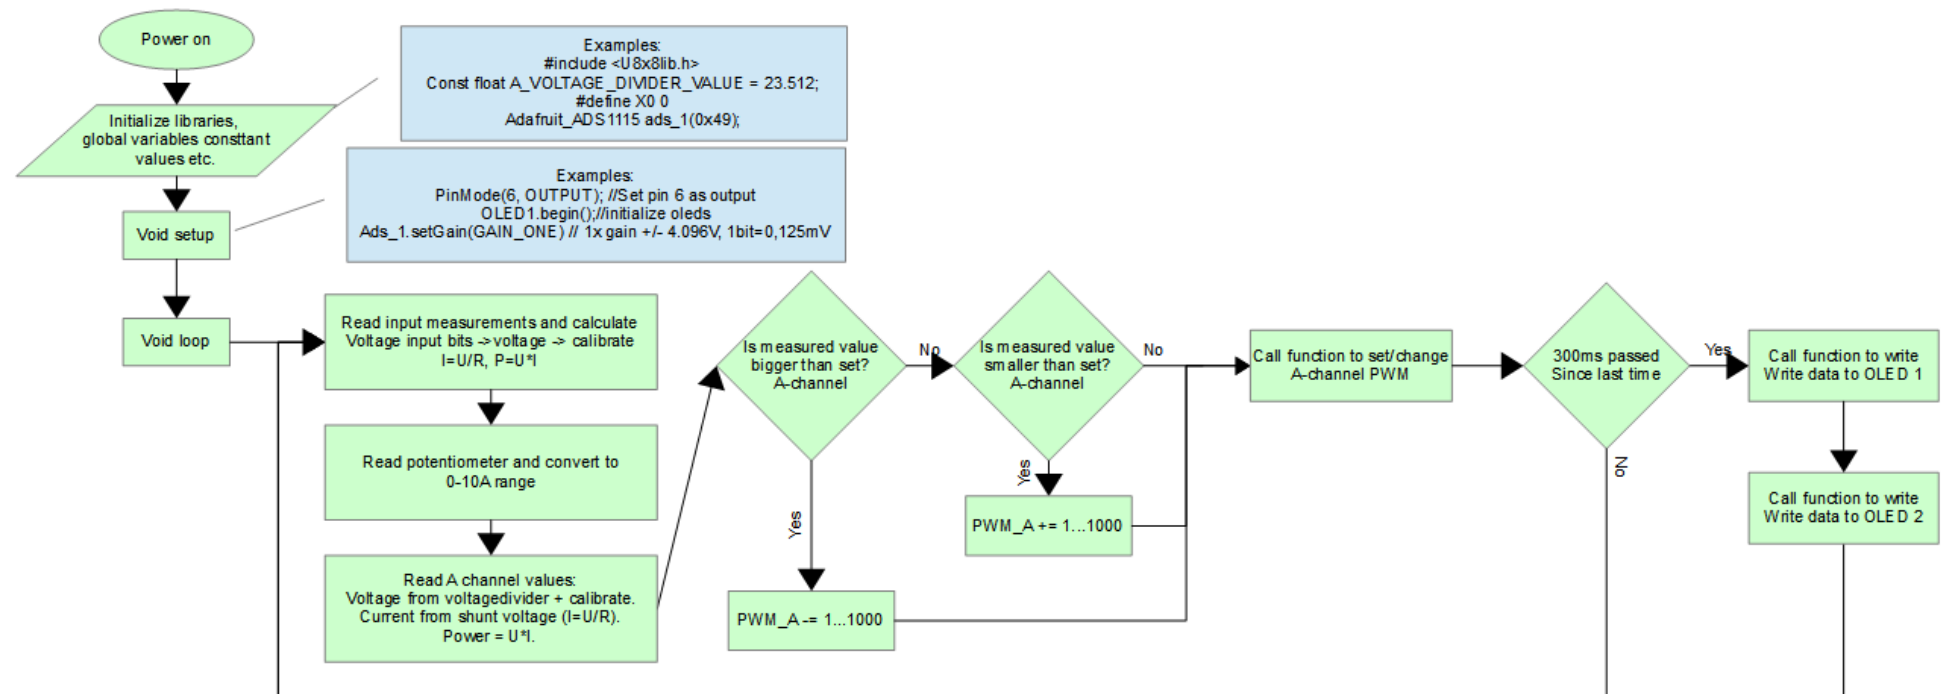 Power on
Initialize libraries,
global variables consttant
values etc.
Void setup
Void loop
Examples:
#include <U8x8lib.h>
Const float A_VOLTAGE_DIVIDER_VALUE = 23.512;
#define X0 0
Adafruit_ADS1115 ads_1(0x49);
Examples:
PinMode(6, OUTPUT); //Set pin 6 as output
OLED1.begin();//initialize oleds
Ads_1.setGain(GAIN_ONE) // 1x gain +/- 4.096V, 1bit=0,125mV
Read input measurements and calculate
Voltage input bits ->voltage -> calibrate
I=U/R, P=U*I
Read potentiometer and convert to
0-10A range
Read A channel values:
Voltage from voltagedivider + calibrate.
Current from shunt voltage (I=U/R).
Power = U*I.
Is measured value
bigger than set?
A-channel
No
Yes
PWM_A -= 1...1000
Is measured value
smaller than set?
A-channel
No
Yes
PWM_A += 1...1000
Call function to set/change
A-channel PWM
300ms passed
Since last time
Yes
No
Call function to write
Write data to OLED 1
Call function to write
Write data to OLED 2